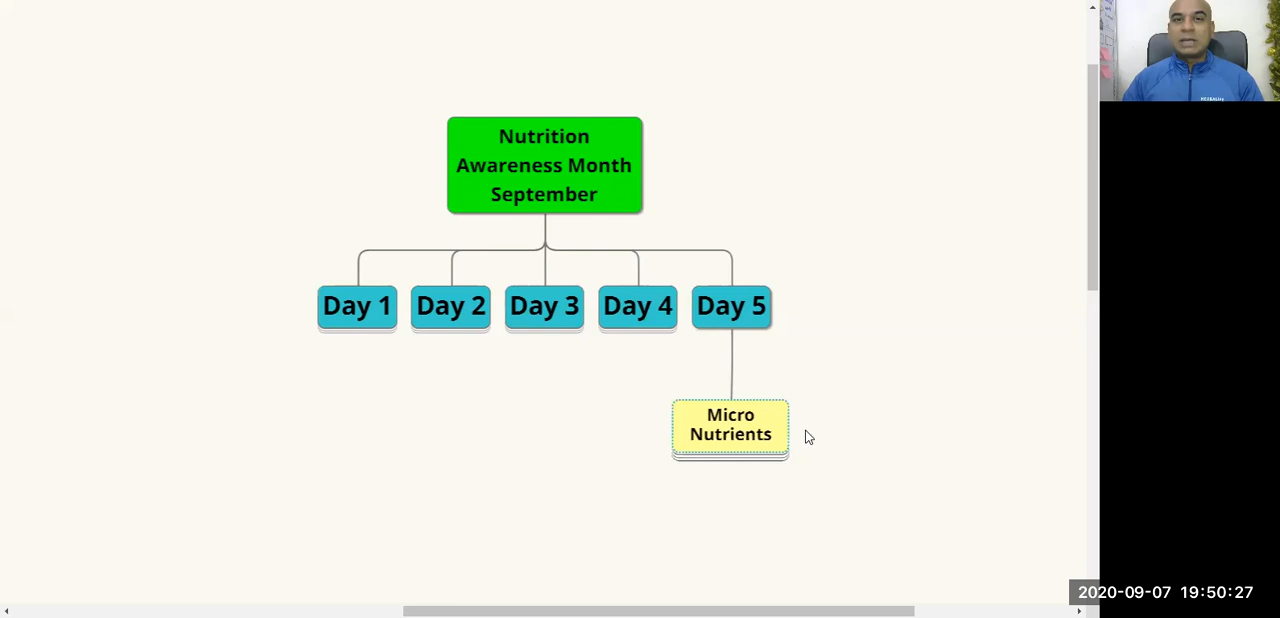 Nutrition
Awareness Month
September
Day 1
Day 2
Day 3
Day 4
Day 5
Micro
Nutrients
2020-09-07 19:50:27